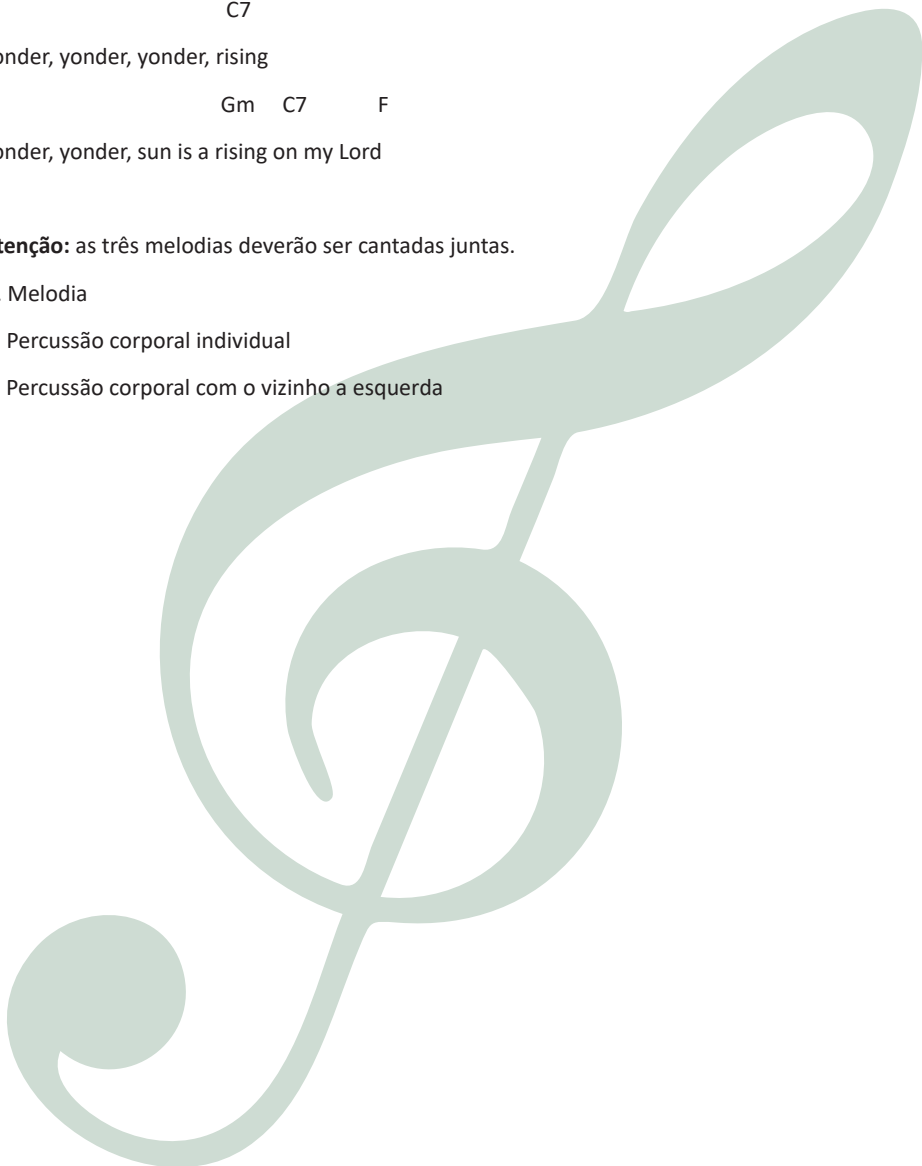 C7
onder, yonder, yonder, rising
Gm C7 F
onder, yonder, sun is a rising on my Lord
tenção: as três melodias deverão ser cantadas juntas.
. Melodia
Percussão corporal individual
Percussão corporal com o vizinho a esquerda